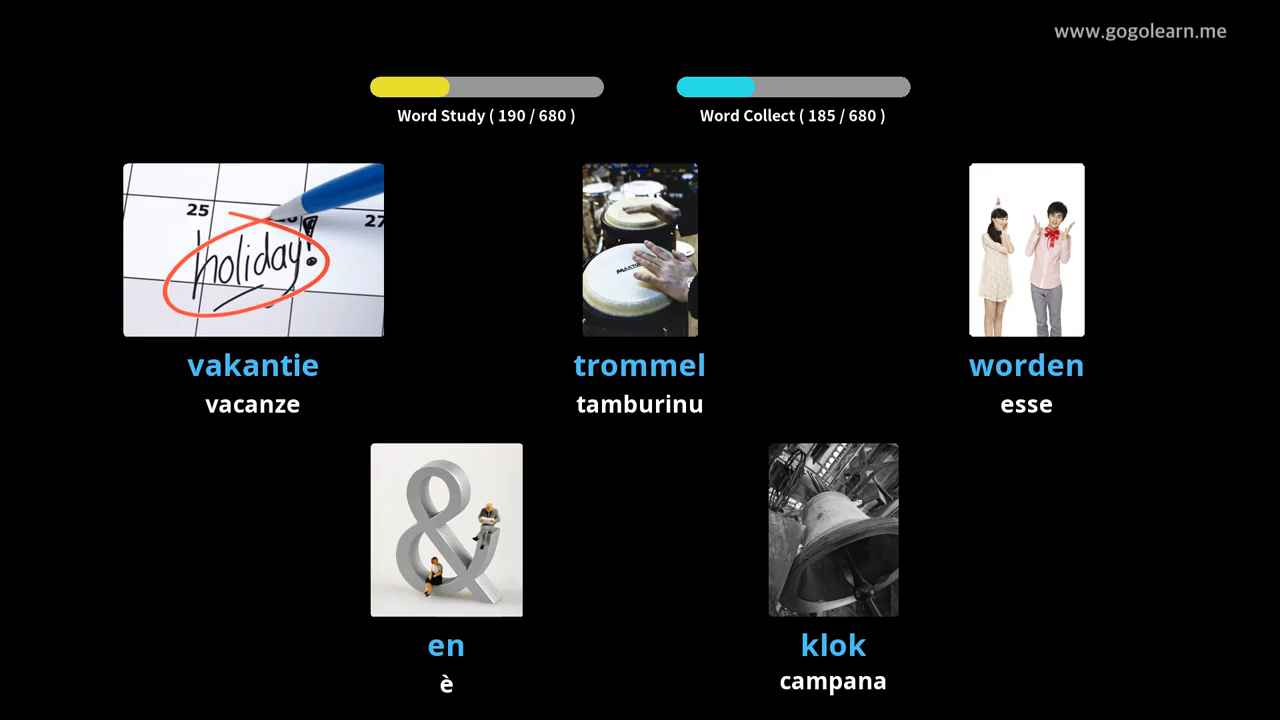 www.gogolearn.me
Word Study ( 190 / 680 )
Word Collect ( 185 / 680 )
25
27
holiday!
vakantie
vacanze
trommel
tamburinu
worden
esse
&
en
è
klok
campana